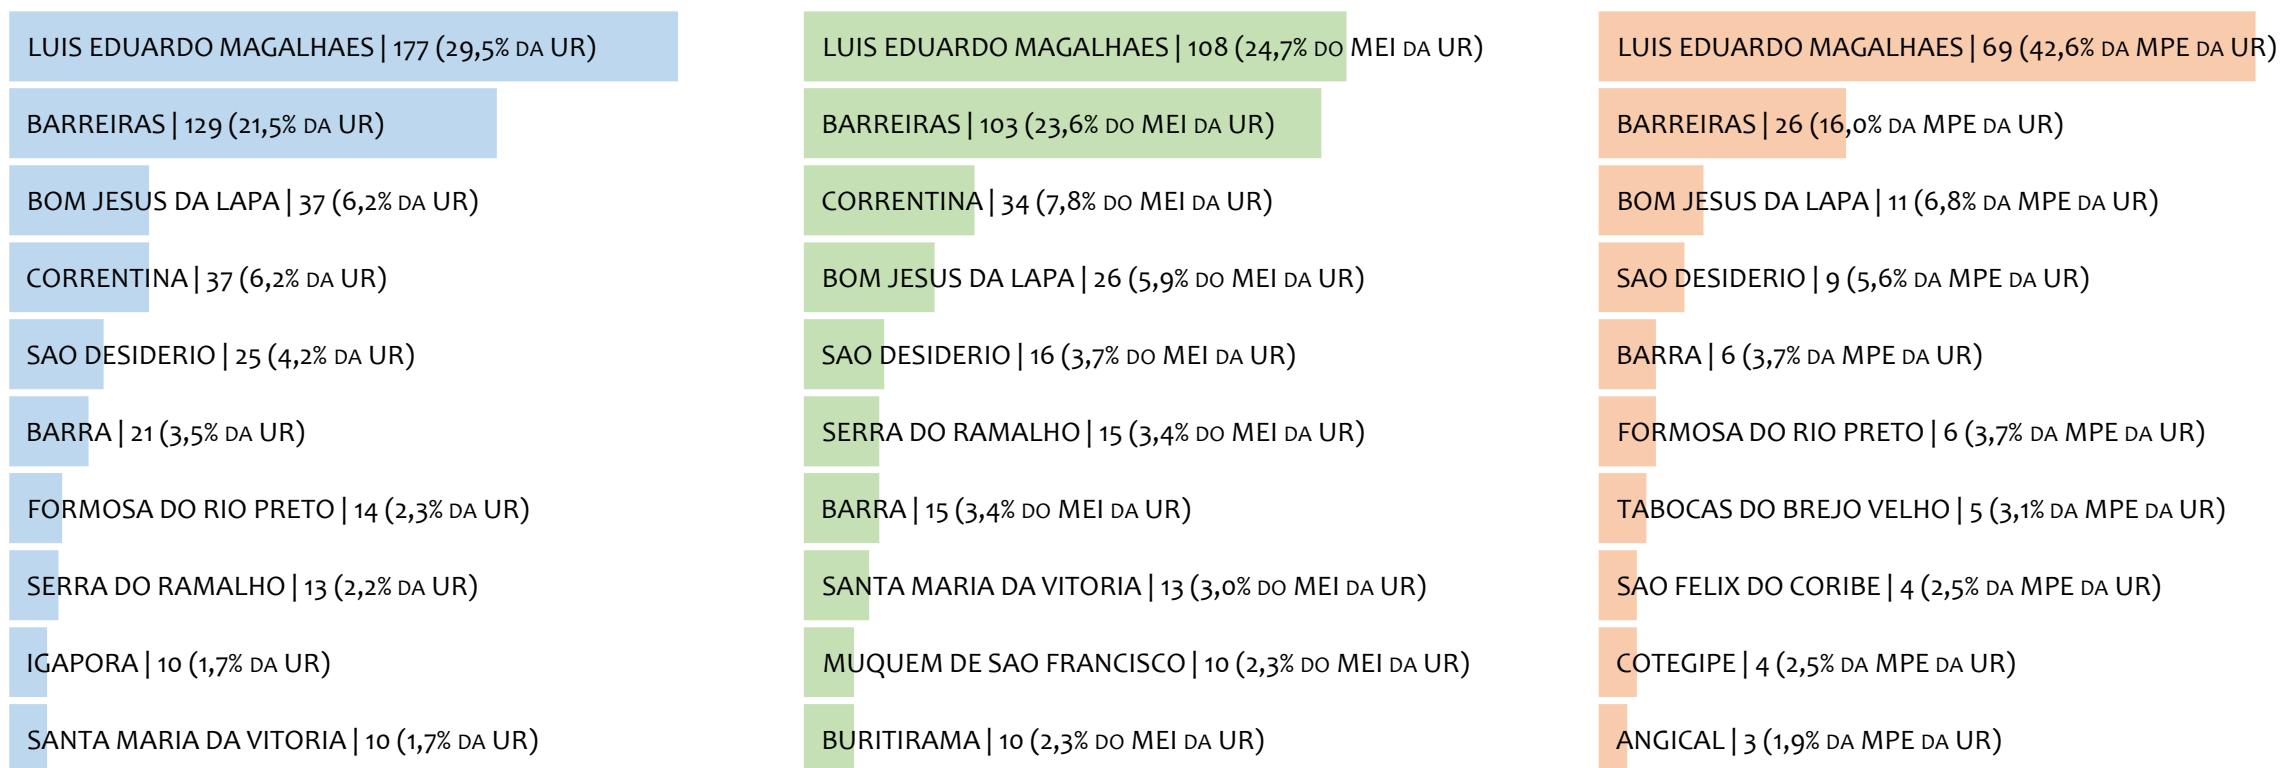 LUIS EDUARDO MAGALHAES | 177 (29,5% DA UR)
BARREIRAS | 129 (21,5% DA UR)
BOM JESUS DA LAPA | 37 (6,2% DA UR)
CORRENTINA | 37 (6,2% DA UR)
SAO DESIDERIO | 25 (4,2% DA UR)
BARRA | 21 (3,5% DA UR)
FORMOSA DO RIO PRETO | 14 (2,3% DA UR)
SERRA DO RAMALHO | 13 (2,2% DA UR)
IGAPORA | 10 (1,7% DA UR)
SANTA MARIA DA VITORIA | 10 (1,7% DA UR)
LUIS EDUARDO MAGALHAES | 108 (24,7% DO MEI DA UR)
BARREIRAS | 103 (23,6% DO MEI DA UR)
CORRENTINA | 34 (7,8% DO MEI DA UR)
BOM JESUS DA LAPA | 26 (5,9% DO MEI DA UR)
SAO DESIDERIO | 16 (3,7% DO MEI DA UR)
SERRA DO RAMALHO | 15 (3,4% DO MEI DA UR)
BARRA | 15 (3,4% DO MEI DA UR)
SANTA MARIA DA VITORIA | 13 (3,0% DO MEI DA UR)
MUQUEM DE SAO FRANCISCO | 10 (2,3% DO MEI DA UR)
BURITIRAMA | 10 (2,3% DO MEI DA UR)
LUIS EDUARDO MAGALHAES | 69 (42,6% DA MPE DA UR)
BARREIRAS | 26 (16,0% DA MPE DA UR)
BOM JESUS DA LAPA | 11 (6,8% DA MPE DA UR)
SAO DESIDERIO | 9 (5,6% DA MPE DA UR)
BARRA | 6 (3,7% DA MPE DA UR)
FORMOSA DO RIO PRETO | 6 (3,7% DA MPE DA UR)
TABOCAS DO BREJO VELHO | 5 (3,1% DA MPE DA UR)
SAO FELIX DO CORIBE | 4 (2,5% DA MPE DA UR)
COTEGIPE | 4 (2,5% DA MPE DA UR)
ANGICAL | 3 (1,9% DA MPE DA UR)